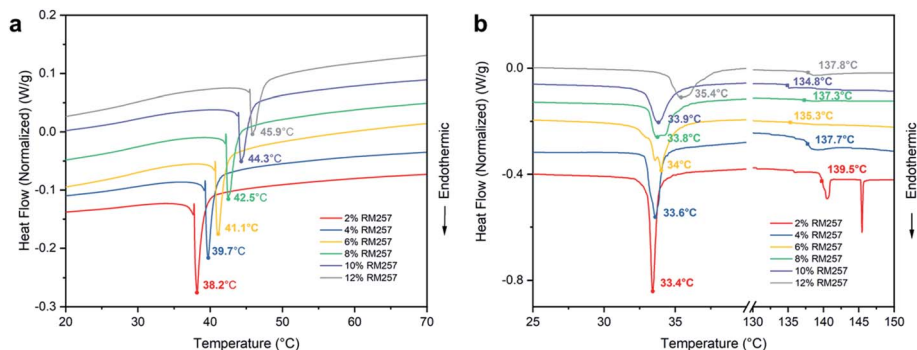 a
Heat Flow (Normalized) (W/g)
0.2
0.1
0.0
-0.1
-0.2
-0.3
20
30
40
50
60
70
Temperature (°C)
45.9°C
44.3°C
42.5°C
41.1°C
39.7°C
38.2°C
2% RM257
4% RM257
6% RM257
8% RM257
10% RM257
12% RM257
Endothermic
b
Heat Flow (Normalized) (W/g)
0.0
-0.4
-0.8
25
30
35
130
135
140
145
150
Temperature (°C)
35.4°C
33.9°C
33.8°C
34°C
33.6°C
33.4°C
137.8°C
134.8°C
137.3°C
135.3°C
137.7°C
139.5°C
2% RM257
4% RM257
6% RM257
8% RM257
10% RM257
12% RM257
Endothermic